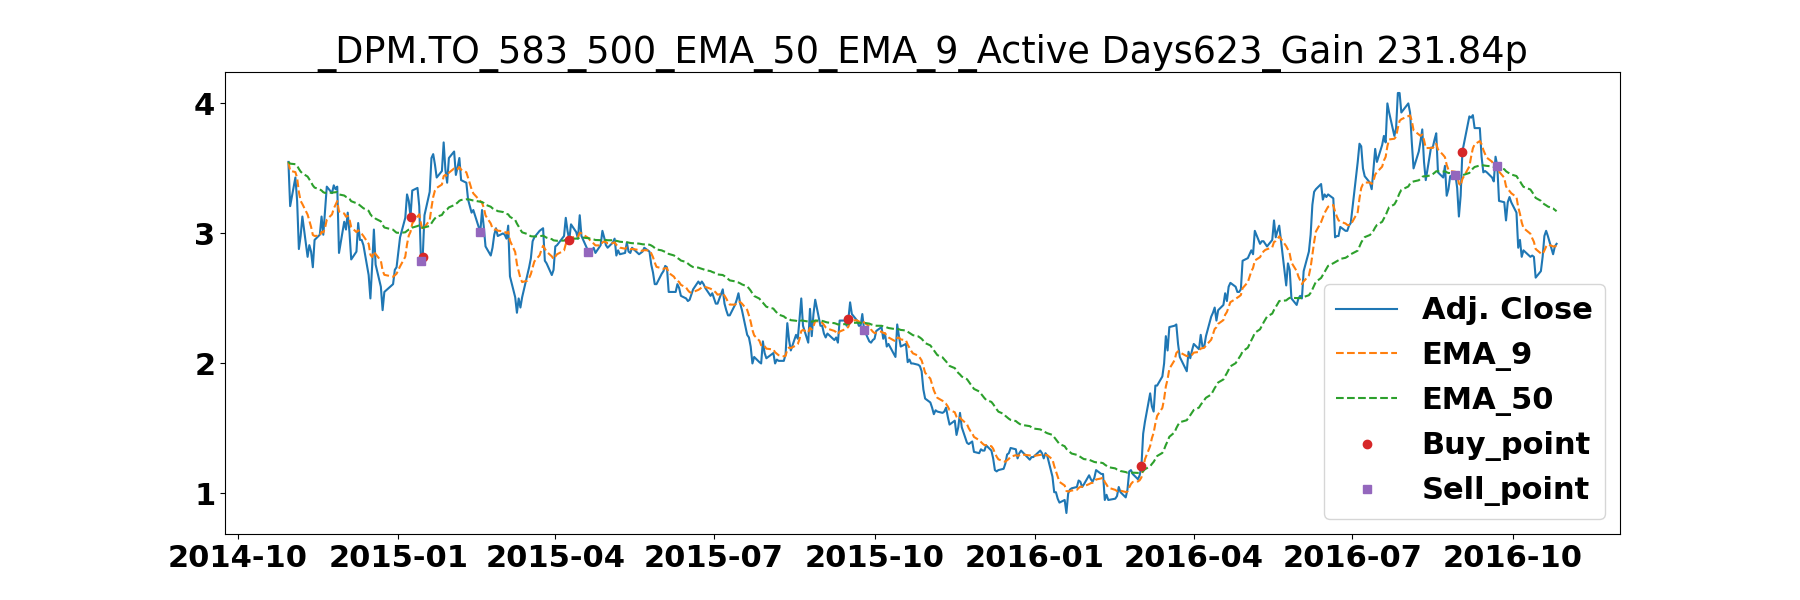 _DPM.TO_583_500_EMA_50_EMA_9_Active Days623_Gain 231.84p
4
3
2
1
2014-10 2015-01 2015-04 2015-07 2015-10 2016-01 2016-04 2016-07 2016-10
Adj. Close
EMA_9
EMA_50
Buy_point
Sell_point